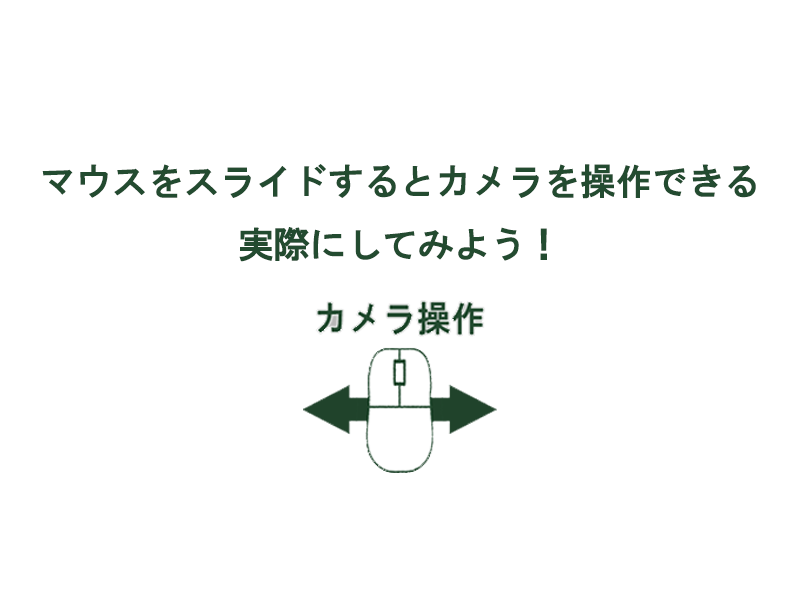 マウスをスライドするとカメラを操作できる
実際にしてみよう！
カメラ操作